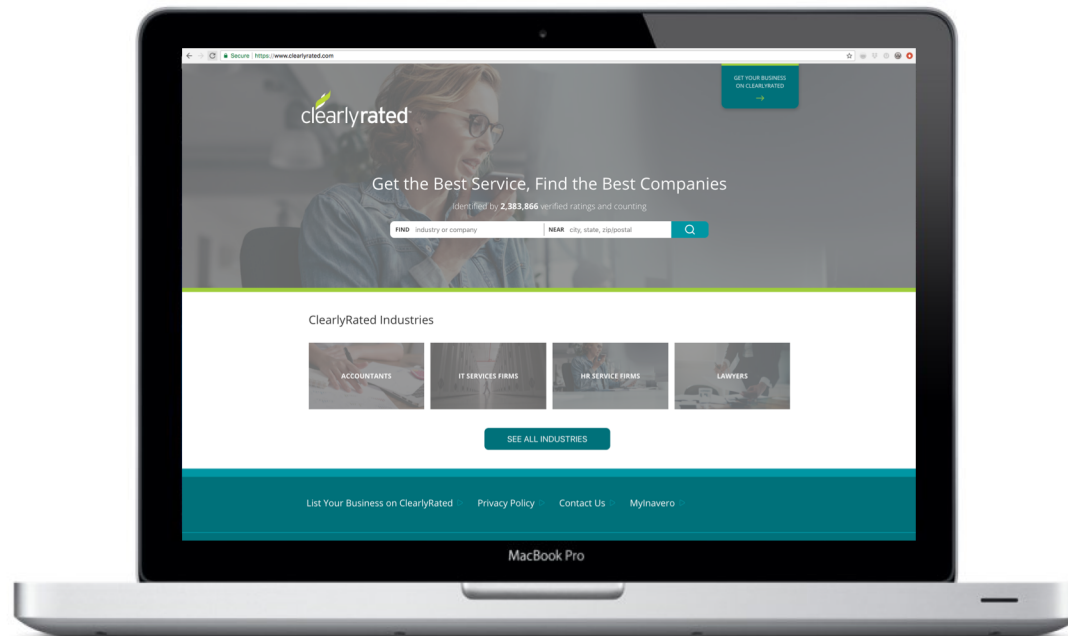 Secure | https://www.clearlyrated.com
GET YOUR BUSINESS
ON CLEARLYRATED
clearlyrated
Get the Best Service, Find the Best Companies
Identified by 2,383,866 verified ratings and counting
FIND industry or company NEAR city, state, zip/postal
ClearlyRated Industries
ACCOUNTANTS IT SERVICES FIRMS HR SERVICE FIRMS LAWYERS
SEE ALL INDUSTRIES
List Your Business on ClearlyRated Privacy Policy Contact Us MyInavero
MacBook Pro